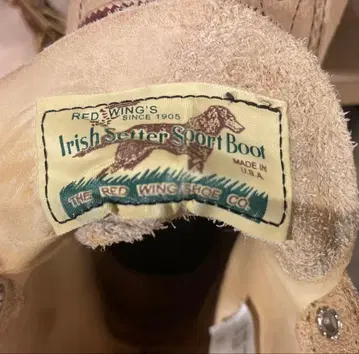 RED WING'S
SINCE 1905
Irish Setter Sport Boot
MADE IN
U.S.A.
THE RED WING SHOE CO.